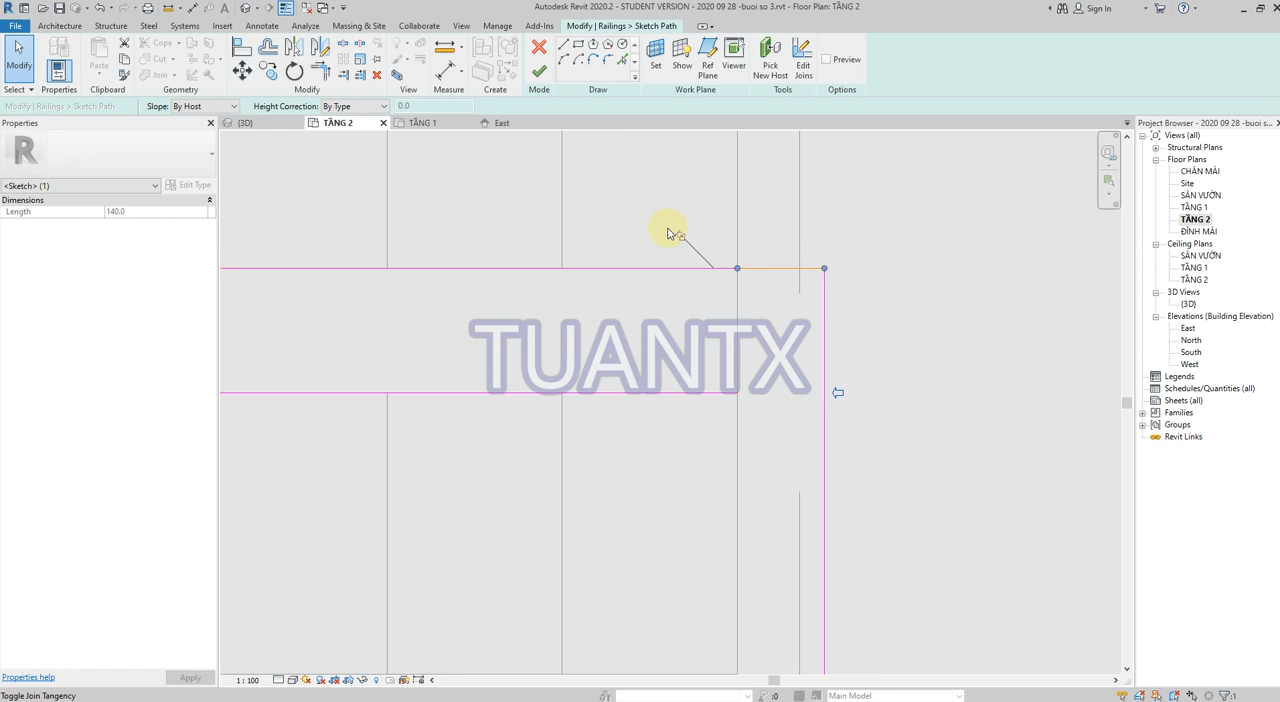 Autodesk Revit 2020.2 - STUDENT VERSION - 2020 09 28 -buoi so 3.rvt - Floor Plan: TẦNG 2
Sign In
File Architecture Structure Steel Systems Insert Annotate Analyze Massing & Site Collaborate View Manage Add-Ins Modify | Railings > Sketch Path
Modify
Properties
Paste
Cope
Cut
Join
Set Show Ref Plane Viewer
Pick New Host
Edit Joins
Preview
Select Properties Clipboard Geometry Modify View Measure Create Mode Draw Work Plane Tools Options
Modify | Railings > Sketch Path Slope: By Host Height Correction: By Type 0.0
Properties
{3D} TẦNG 2 TẦNG 1 East
Project Browser - 2020 09 28 -buoi s...
<Sketch> (1) Edit Type
Dimensions
Length 140.0
Views (all)
Structural Plans
Floor Plans
CHÂN MÁI
Site
SÂN VƯỜN
TẦNG 1
TẦNG 2
ĐỈNH MÁI
Ceiling Plans
SÂN VƯỜN
TẦNG 1
TẦNG 2
3D Views
{3D}
Elevations (Building Elevation)
East
North
South
West
Legends
Schedules/Quantities (all)
Sheets (all)
Families
Groups
Revit Links
TUANTX
Properties help Apply
1 : 100
Toggle Join Tangency
:0 Main Model :1